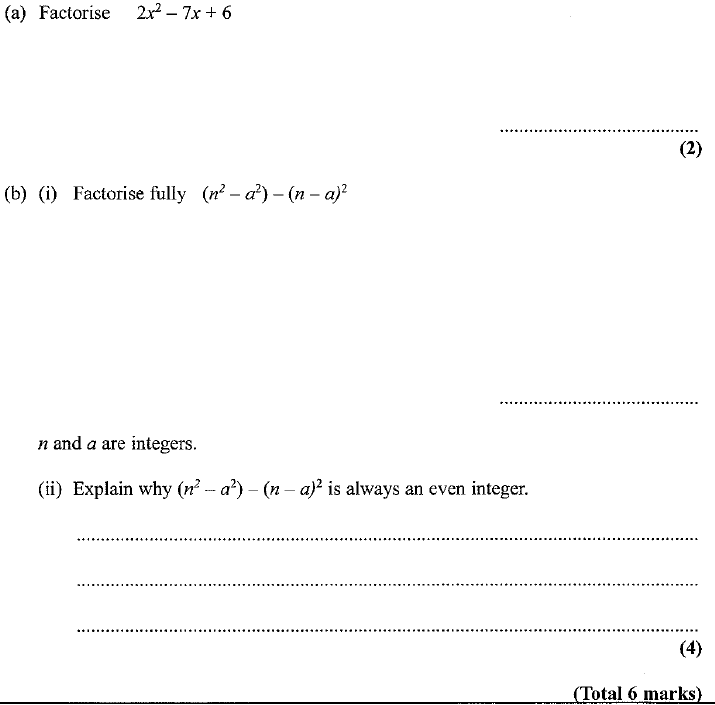 (a) Factorise 2x² – 7x + 6
(2)
(b) (i) Factorise fully (n² – a²) – (n – a)²
n and a are integers.
(ii) Explain why (n² – a²) – (n – a)² is always an even integer.
(4)
(Total 6 marks)